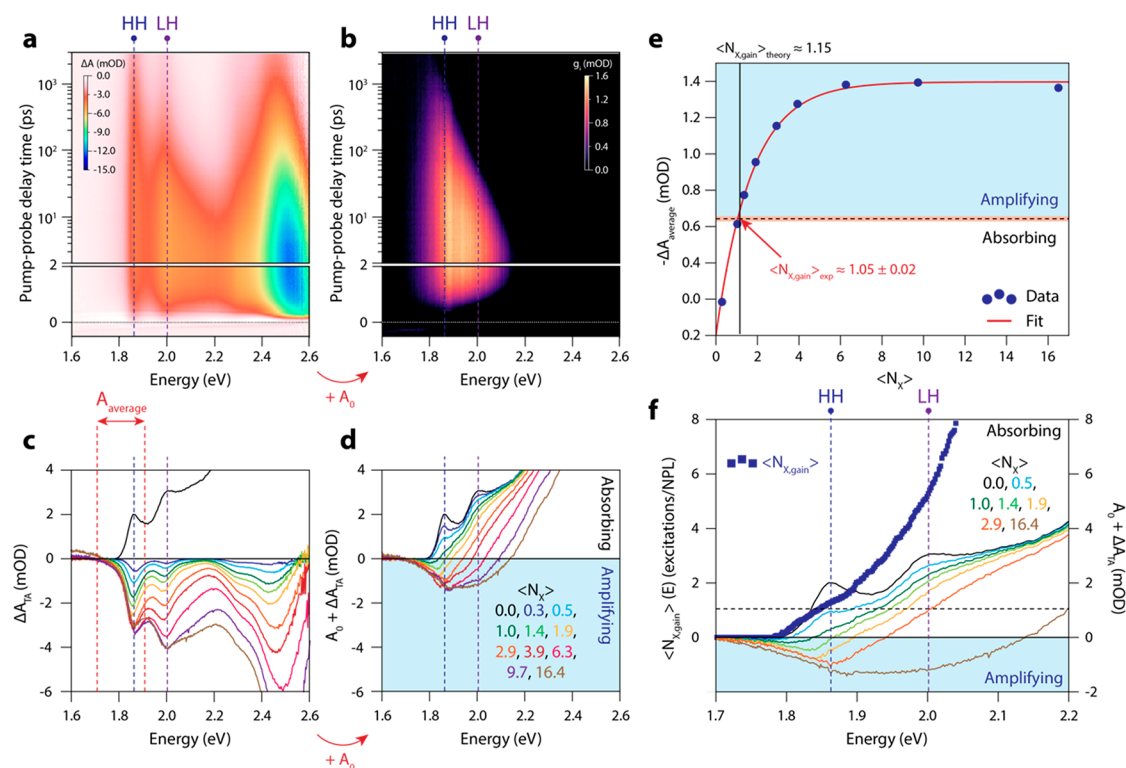 a
HH
LH
ΔA (mOD)
0.0
-3.0
-6.0
-9.0
-12.0
-15.0
Pump-probe delay time (ps)
10³
10²
10¹
2
0
1.6
1.8
2.0
2.2
2.4
2.6
Energy (eV)
+ A₀
b
HH
LH
gᵢ (mOD)
1.6
1.2
0.8
0.4
0.0
Pump-probe delay time (ps)
10³
10²
10¹
2
0
1.6
1.8
2.0
2.2
2.4
2.6
Energy (eV)
e
<N_X,gain>_theory ≈ 1.15
-ΔA_average (mOD)
1.4
1.2
1.4
0.8
0.6
0.4
0.0
0.2
Amplifying
Absorbing
<N_X,gain>_exp ≈ 1.05 ± 0.02
Data
Fit
0
2
4
6
8
10
12
14
16
<N_X>
c
A_average
ΔA_TA (mOD)
4
2
0
-2
-4
-6
1.6
1.8
2.0
2.2
2.4
2.6
Energy (eV)
+ A₀
d
A₀ + ΔA_TA (mOD)
4
2
0
-2
-4
-6
Absorbing
Amplifying
<N_X>
0.0, 0.3, 0.5,
1.0, 1.4, 1.9,
2.9, 3.9, 6.3,
9.7, 16.4
1.6
1.8
2.0
2.2
2.4
2.6
Energy (eV)
f
HH
LH
<N_X,gain> (E) (excitations/NPL)
8
6
4
2
0
-2
<N_X,gain>
Absorbing
<N_X>
0.0, 0.5,
1.0, 1.4, 1.9
2.9, 16.4
Amplifying
8
6
4
2
0
-2
A₀ + ΔA_TA (mOD)
1.7
1.8
1.9
2.0
2.1
2.2
Energy (eV)